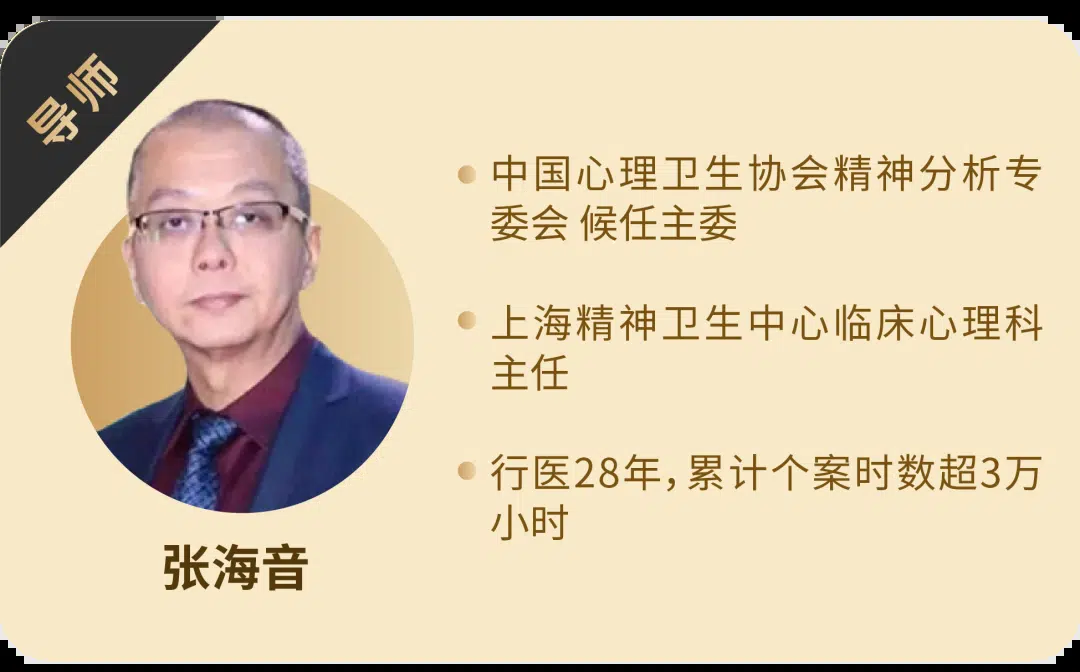 导师
中国心理卫生协会精神分析专
委会 候任主委
上海精神卫生中心临床心理科
主任
行医28年，累计个案时数超3万
小时
张海音